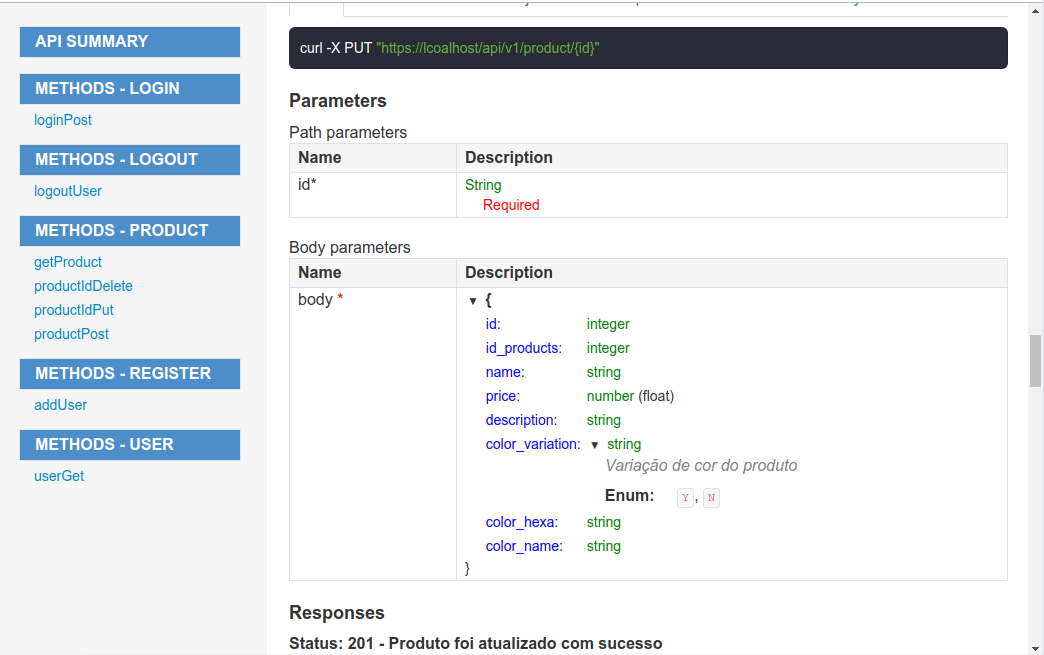 API SUMMARY
METHODS - LOGIN
loginPost
METHODS - LOGOUT
logoutUser
METHODS - PRODUCT
getProduct
productIdDelete
productIdPut
productPost
METHODS - REGISTER
addUser
METHODS - USER
userGet
curl -X PUT "https://lcoalhost/api/v1/product/{id}"
Parameters
Path parameters
Name Description
id* String
Required
Body parameters
Name Description
body * ▼ {
id: integer
id_products: integer
name: string
price: number (float)
description: string
color_variation: ▼ string
Variação de cor do produto
Enum: Y, N
color_hexa: string
color_name: string
}
Responses
Status: 201 - Produto foi atualizado com sucesso